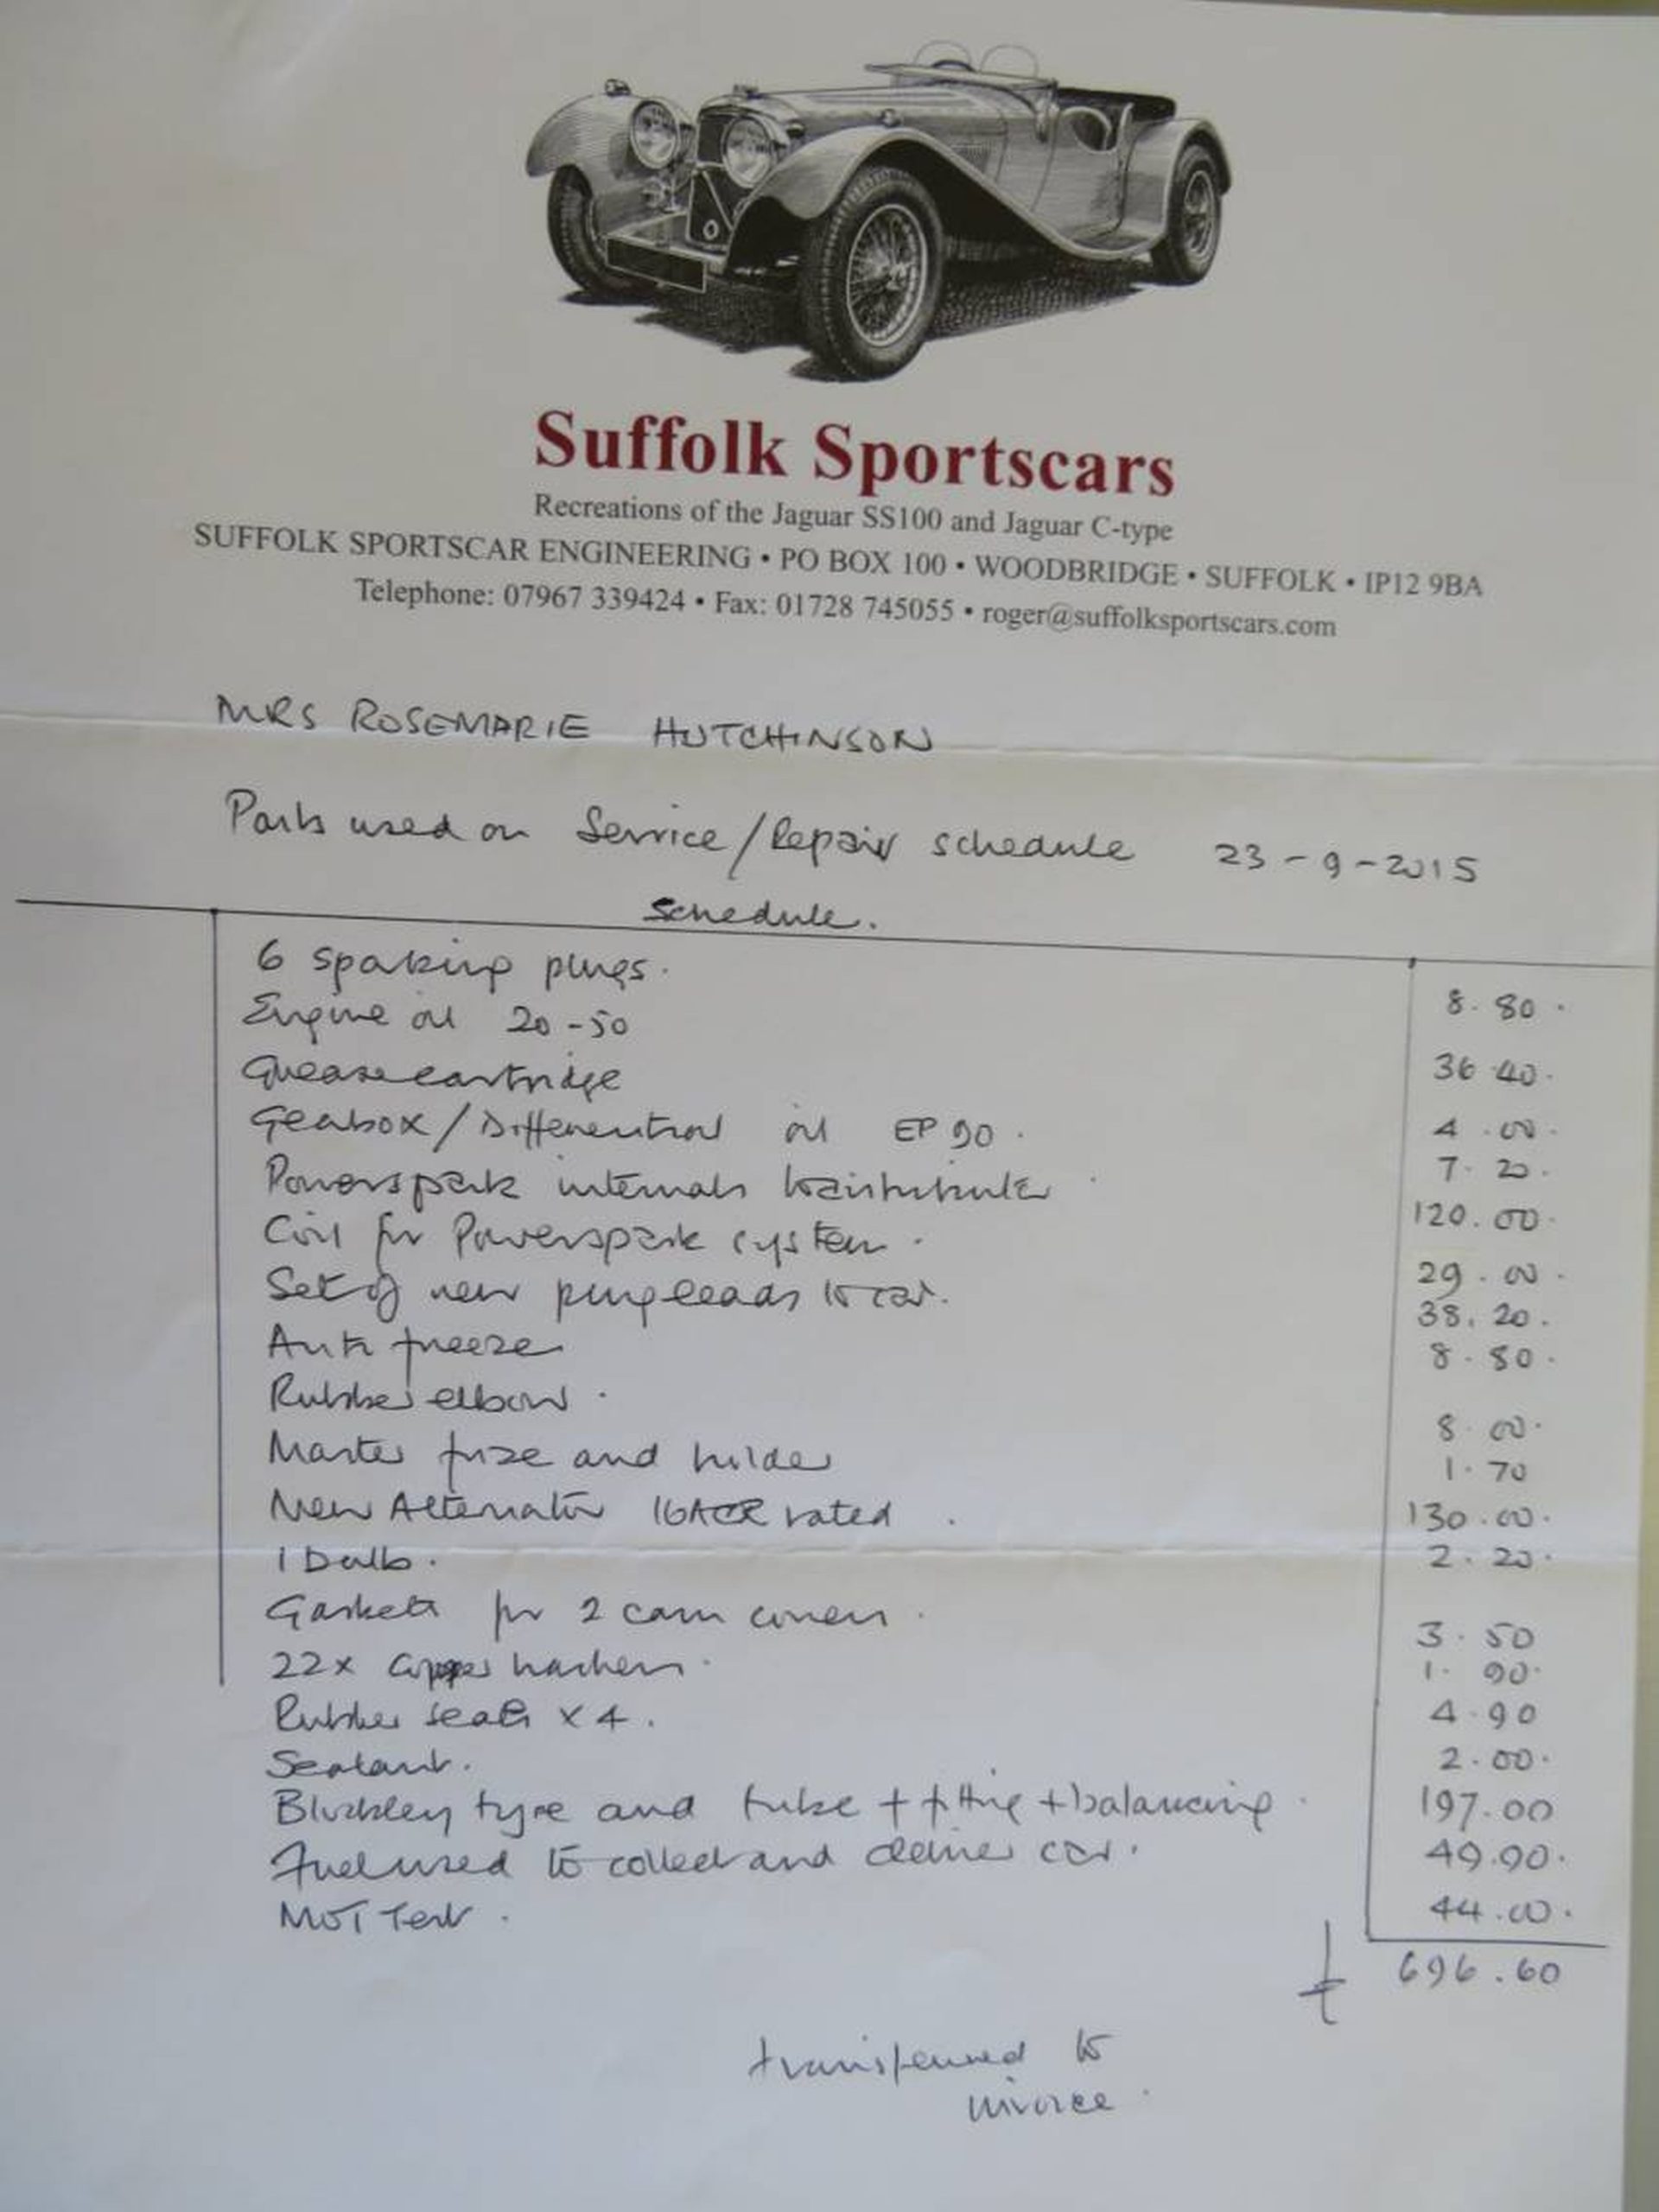 Suffolk Sportscars
Recreations of the Jaguar SS100 and Jaguar C-type
SUFFOLK SPORTSCAR ENGINEERING • PO BOX 100 • WOODBRIDGE • SUFFOLK • IP12 9BA
Telephone: 07967 339424 • Fax: 01728 745055 • roger@suffolksportscars.com
MRS ROSEMARIE HUTCHINSON
Parts used on Service/Repair schedule 23-9-2015
Schedule.
6 sparking plugs. 8.80
Engine oil 20-50 36.40
Grease cartridge 4.00
Gearbox/Differential oil EP90. 7.20
Powerspark internals to distributor 120.00
Coil for Powerspark system. 29.00
Set of new plug leads to car. 38.20
Anti freeze 8.80
Rubber elbow. 8.00
Master fuze and holder 1.70
New Alternator 16ACR rated. 130.00
1 Bulb. 2.20
Gaskets for 2 cam covers. 3.50
22x Copper washers. 1.90
Rubber seals x 4. 4.90
Sealant. 2.00
Blockley tyre and tube + fitting + balancing. 197.00
Fuel used to collect and deliver car. 49.90
MOT Test. 44.00
£ 696.60
transferred to
invoice.